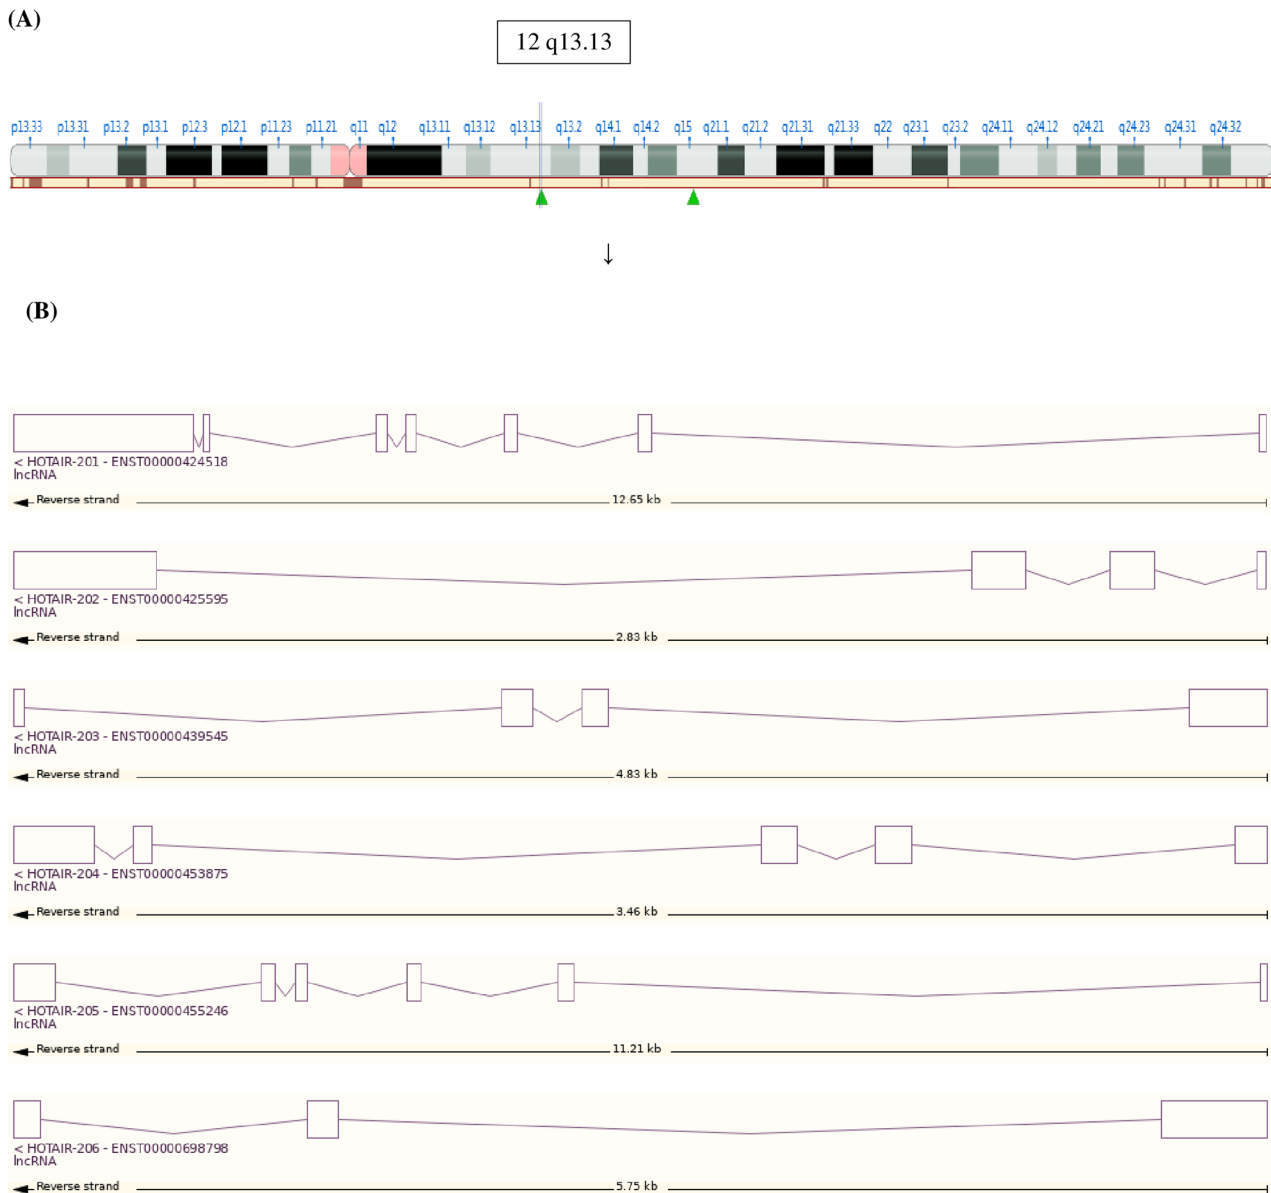 (A)
12 q13.13
p13.33 p13.31 p13.2 p13.1 p12.3 p12.1 p11.23 p11.21 q11 q12 q13.11 q13.12 q13.13 q13.2 q14.1 q14.2 q15 q21.1 q21.2 q21.31 q21.33 q22 q23.1 q23.2 q24.11 q24.12 q24.21 q24.23 q24.31 q24.32
↓
(B)
< HOTAIR-201 - ENST00000424518
lncRNA
Reverse strand 12.65 kb
< HOTAIR-202 - ENST00000425595
lncRNA
Reverse strand 2.83 kb
< HOTAIR-203 - ENST00000439545
lncRNA
Reverse strand 4.83 kb
< HOTAIR-204 - ENST00000453875
lncRNA
Reverse strand 3.46 kb
< HOTAIR-205 - ENST00000455246
lncRNA
Reverse strand 11.21 kb
< HOTAIR-206 - ENST00000698798
lncRNA
Reverse strand 5.75 kb